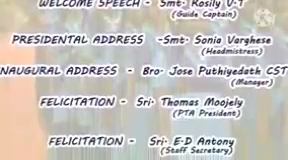 WELCOME SPEECH - Smt. Rosily V.T
(Guide Captain)
PRESIDENTAL ADDRESS -Smt. Sonia Varghese
(Headmistress)
NAUGURAL ADDRESS - Bro. Jose Puthiyedath CST
(Manager)
FELICITATION - Sri. Thomas Moojely
(PTA President)
FELICITATION - Sri. E.D Antony
(Staff Secretary)